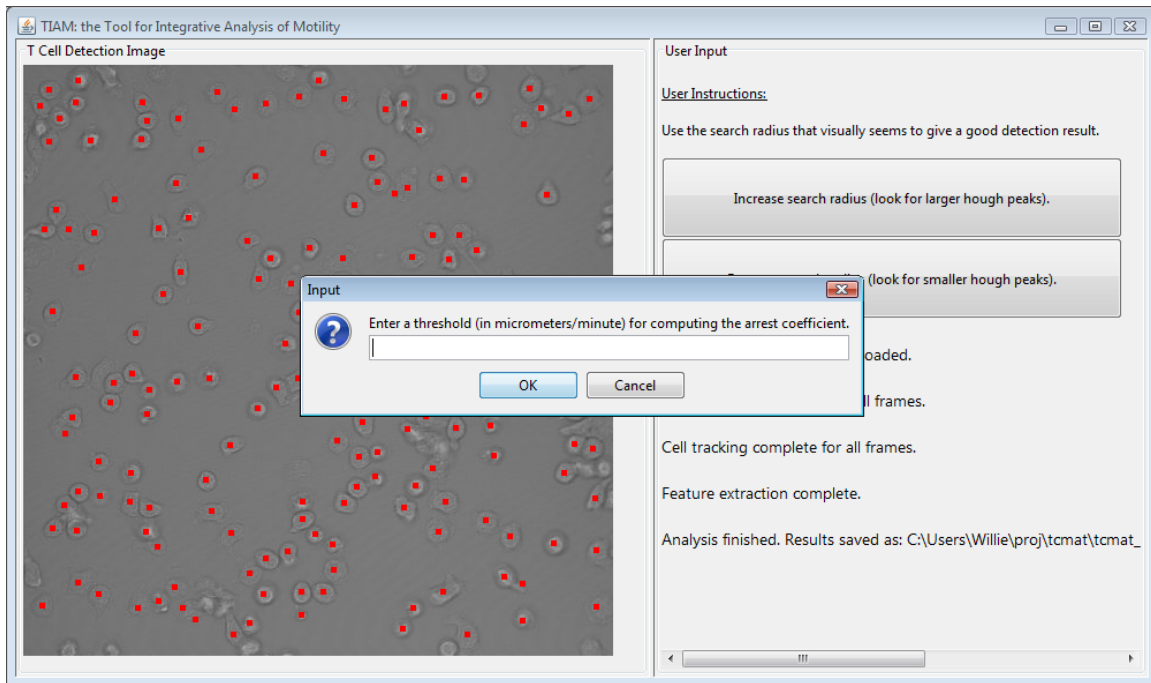 TIAM: the Tool for Integrative Analysis of Motility
T Cell Detection Image
User Input
User Instructions:
Use the search radius that visually seems to give a good detection result.
Increase search radius (look for larger hough peaks).
(look for smaller hough peaks).
Input
Enter a threshold (in micrometers/minute) for computing the arrest coefficient.
OK Cancel
oaded.
ll frames.
Cell tracking complete for all frames.
Feature extraction complete.
Analysis finished. Results saved as: C:\Users\Willie\proj\tcmat\tcmat_